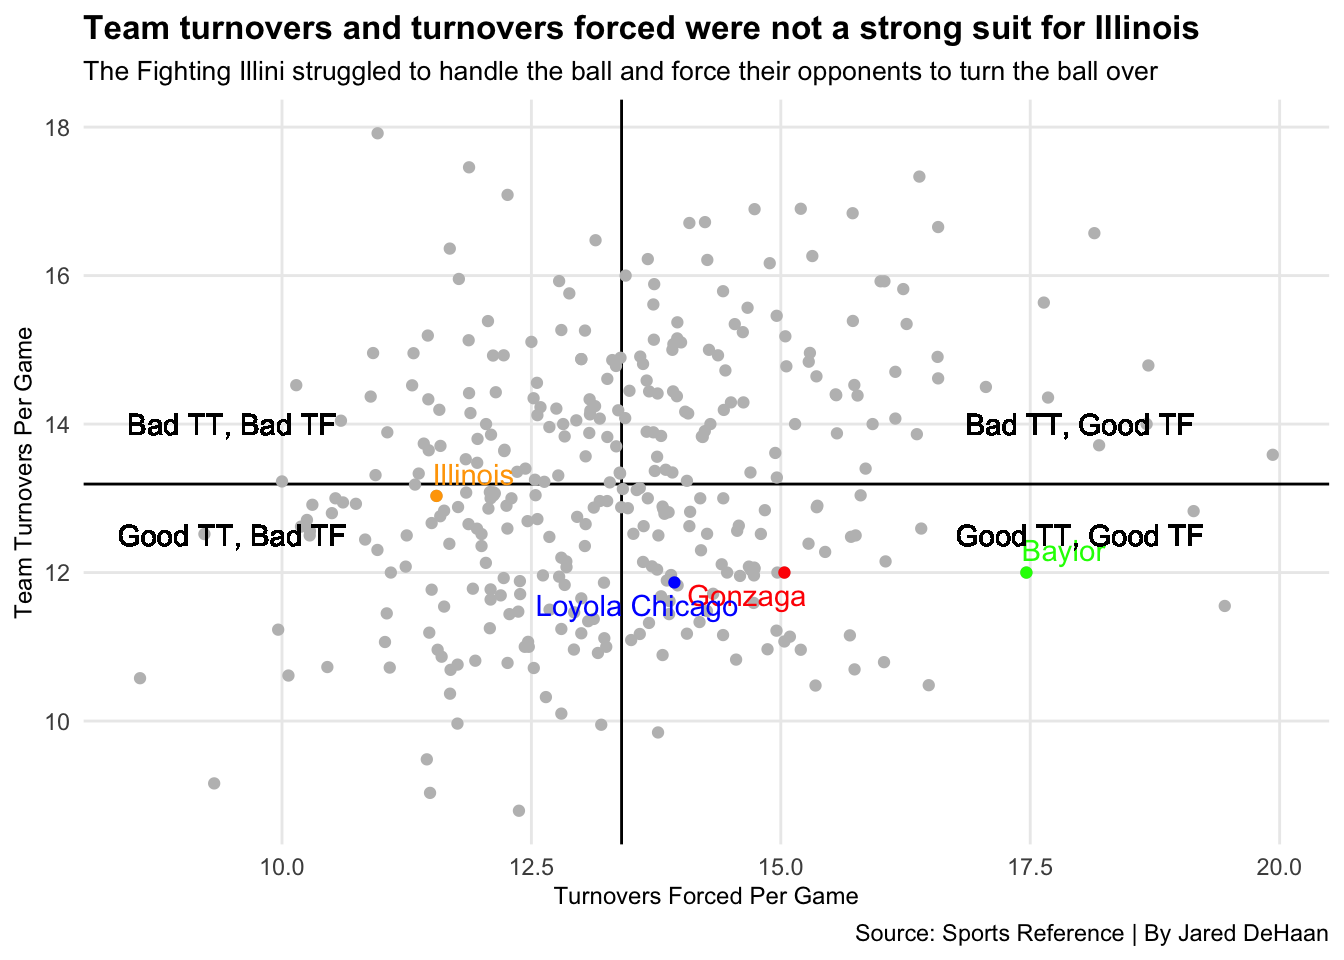 Team turnovers and turnovers forced were not a strong suit for Illinois
The Fighting Illini struggled to handle the ball and force their opponents to turn the ball over
Team Turnovers Per Game
18
16
14
12
10
Bad TT, Bad TF
Bad TT, Good TF
Illinois
Good TT, Bad TF
Good TT, Good TF
Baylor
Gonzaga
Loyola Chicago
10.0
12.5
15.0
17.5
20.0
Turnovers Forced Per Game
Source: Sports Reference | By Jared DeHaan